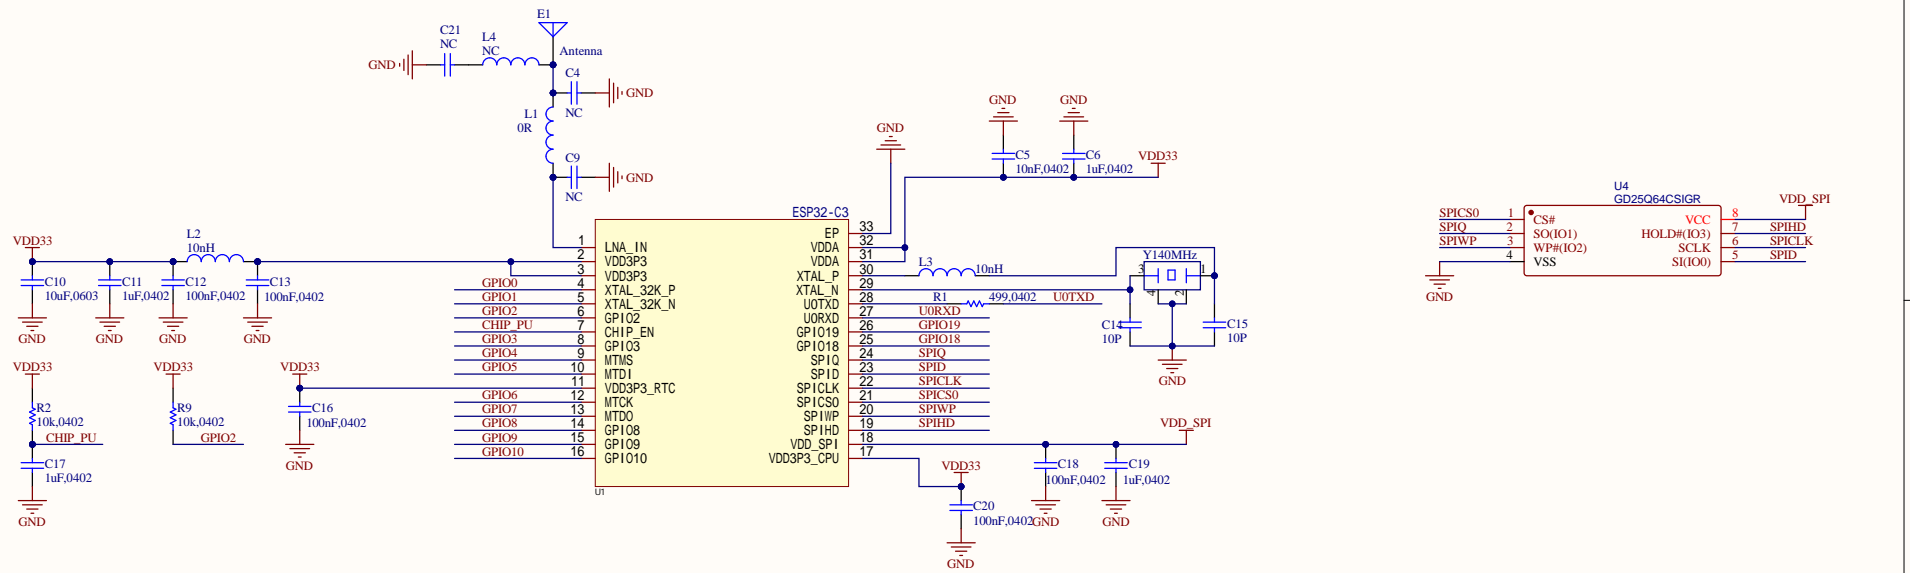 E1
Antenna
C21
NC
L4
NC
GND
C4
NC
GND
L1
0R
C9
NC
GND
VDD33
L2
10nH
C10
10uF,0603
C11
1uF,0402
C12
100nF,0402
C13
100nF,0402
GND
GND
GND
GND
VDD33
R2
10k,0402
CHIP_PU
C17
1uF,0402
GND
VDD33
R9
10k,0402
GPIO2
VDD33
C16
100nF,0402
GND
ESP32-C3
U1
1 LNA_IN
2 VDD3P3
3 VDD3P3
GPIO0 4 XTAL_32K_P
GPIO1 5 XTAL_32K_N
GPIO2 6 GPIO2
CHIP_PU 7 CHIP_EN
GPIO3 8 GPIO3
GPIO4 9 MTMS
GPIO5 10 MTDI
11 VDD3P3_RTC
GPIO6 12 MTCK
GPIO7 13 MTDO
GPIO8 14 GPIO8
GPIO9 15 GPIO9
GPIO10 16 GPIO10
EP 33
VDDA 32
VDDA 31
XTAL_P 30
XTAL_N 29
U0TXD 28
U0RXD 27 U0RXD
GPIO19 26 GPIO19
GPIO18 25 GPIO18
SPIQ 24 SPIQ
SPID 23 SPID
SPICLK 22 SPICLK
SPICS0 21 SPICS0
SPIWP 20 SPIWP
SPIHD 19 SPIHD
VDD_SPI 18
VDD3P3_CPU 17
GND
GND
GND
C5
10nF,0402
C6
1uF,0402
VDD33
L3
10nH
R1
499,0402
U0TXD
Y140MHz
3
1
4
2
C14
10P
C15
10P
GND
VDD_SPI
C18
100nF,0402
C19
1uF,0402
GND
GND
VDD33
C20
100nF,0402
GND
U4
GD25Q64CSIGR
SPICS0 1 CS#
SPIQ 2 SO(IO1)
SPIWP 3 WP#(IO2)
4 VSS
GND
VCC 8 VDD_SPI
HOLD#(IO3) 7 SPIHD
SCLK 6 SPICLK
SI(IO0) 5 SPID